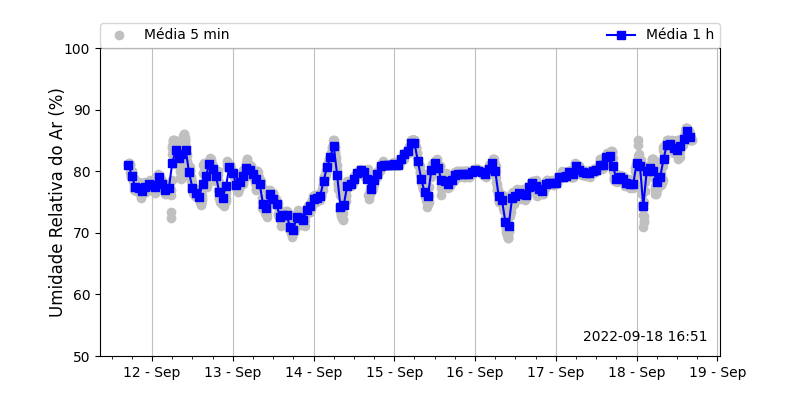 Média 5 min
Média 1 h
100
90
80
70
60
50
Umidade Relativa do Ar (%)
2022-09-18 16:51
12 - Sep
13 - Sep
14 - Sep
15 - Sep
16 - Sep
17 - Sep
18 - Sep
19 - Sep